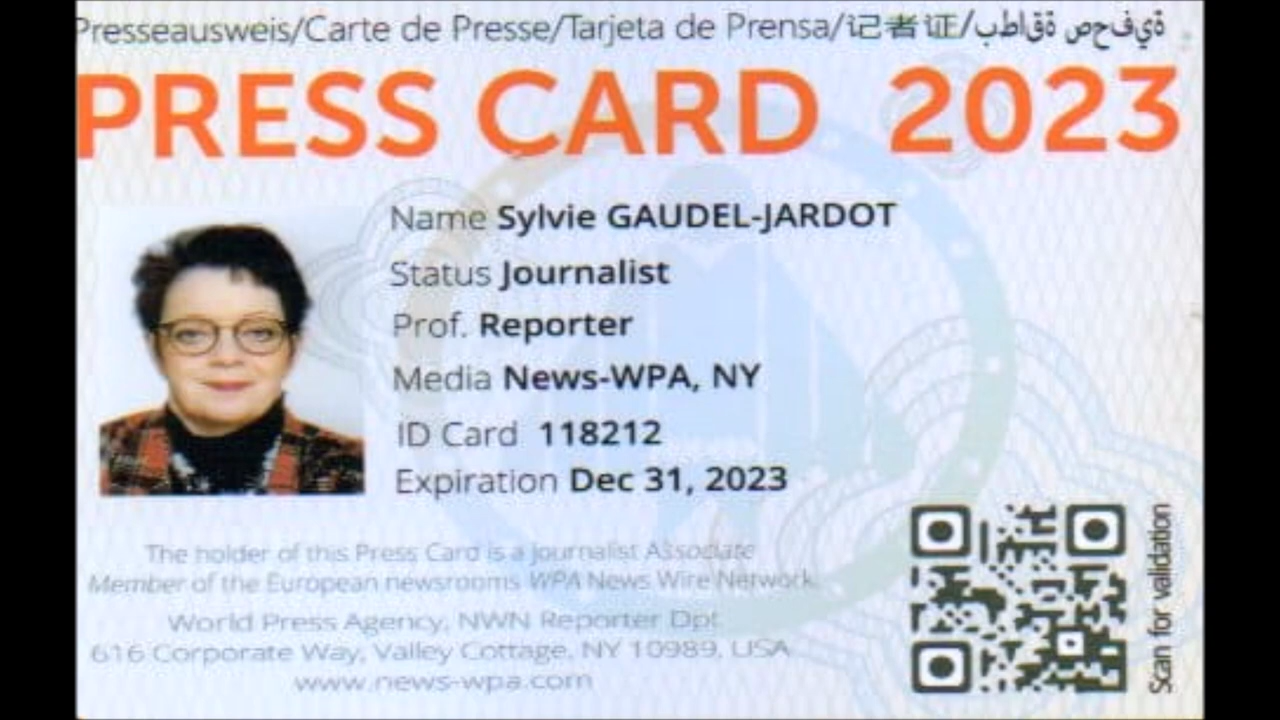 Presseausweis/Carte de Presse/Tarjeta de Prensa/记者证/بطاقة صحفية
PRESS CARD 2023
Name Sylvie GAUDEL-JARDOT
Status Journalist
Prof. Reporter
Media News-WPA, NY
ID Card 118212
Expiration Dec 31, 2023
The holder of this Press Card is a Journalist Associate
Member of the European newsrooms WPA News Wire Network.
World Press Agency, NWN Reporter Dpt.
616 Corporate Way, Valley Cottage, NY 10989, USA
www.news-wpa.com
Scan for validation